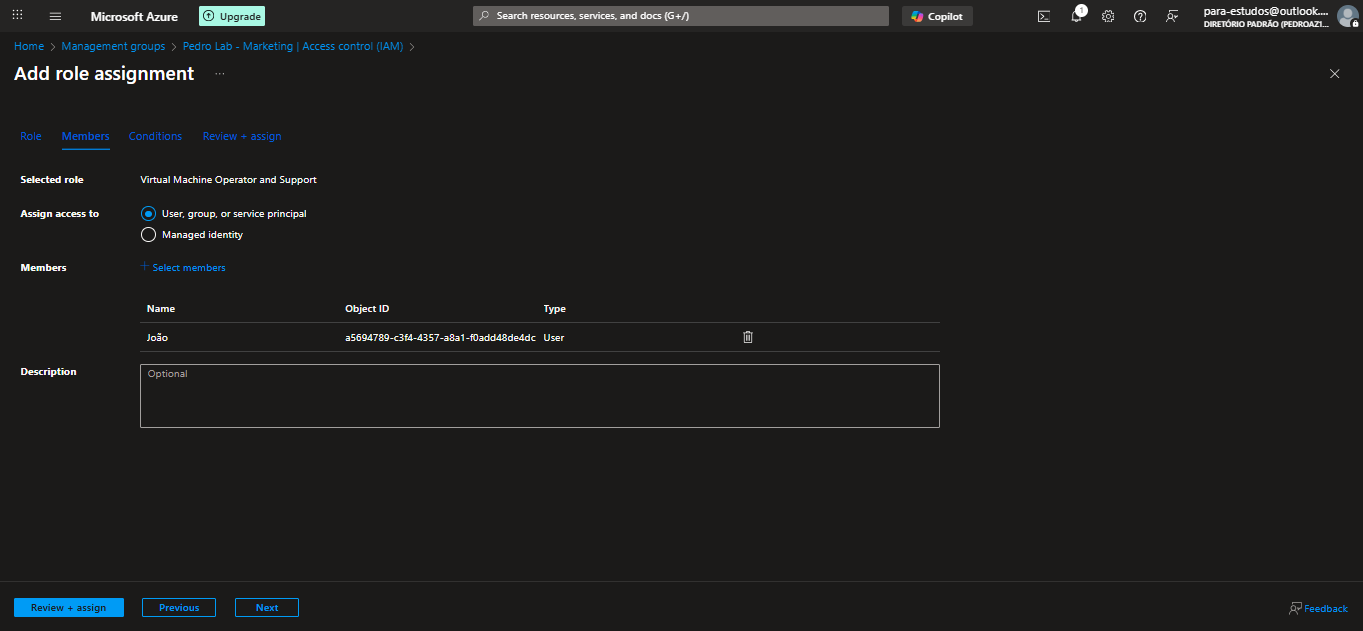 Microsoft Azure
Upgrade
Search resources, services, and docs (G+/)
Copilot
1
para-estudos@outlook....
DIRETÓRIO PADRÃO (PEDROAZ1...
Home > Management groups > Pedro Lab - Marketing | Access control (IAM) >
Add role assignment ...
Role Members Conditions Review + assign
Selected role Virtual Machine Operator and Support
Assign access to User, group, or service principal
Managed identity
Members + Select members
Name Object ID Type
João a5694789-c3f4-4357-a8a1-f0add48de4dc User
Description Optional
Review + assign Previous Next Feedback